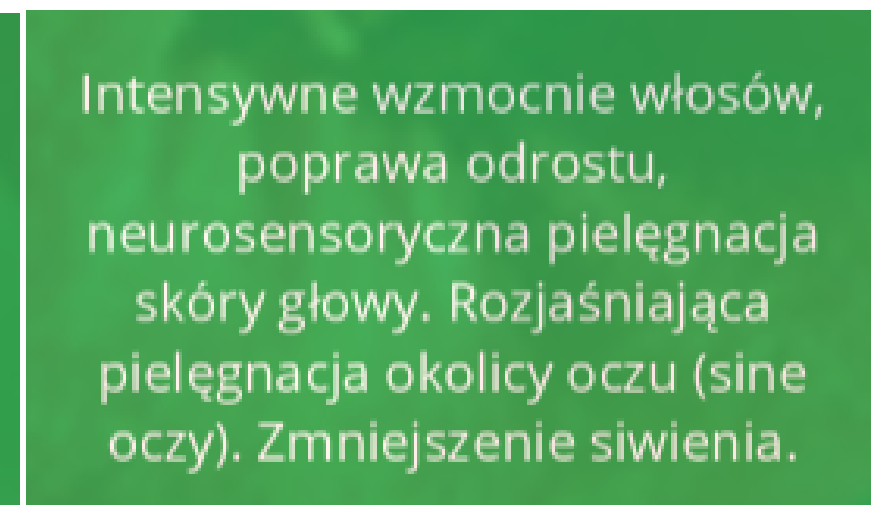 Intensywne wzmocnie włosów,
poprawa odrostu,
neurosensoryczna pielęgnacja
skóry głowy. Rozjaśniająca
pielęgnacja okolicy oczu (sine
oczy). Zmniejszenie siwienia.